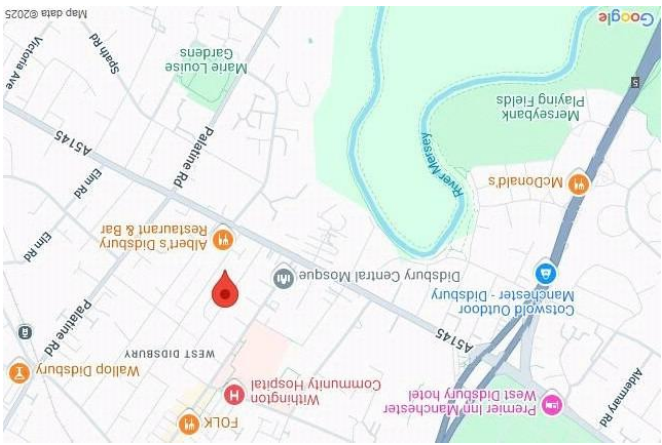 FOLK
Aldermary Rd
Premier Inn Manchester
West Didsbury hotel
Withington
Community Hospital
Wallop Didsbury
WEST DIDSBURY
A5145
Palatine Rd
Cotswold Outdoor
Manchester - Didsbury
Didsbury Central Mosque
Albert's Didsbury
Restaurant & Bar
Elm Rd
McDonald's
River Mersey
Elm Rd
Palatine Rd
A5145
Merseybank
Playing Fields
5
Marie Louise
Gardens
Spath Rd
Victoria Ave
Google
Map data ©2025